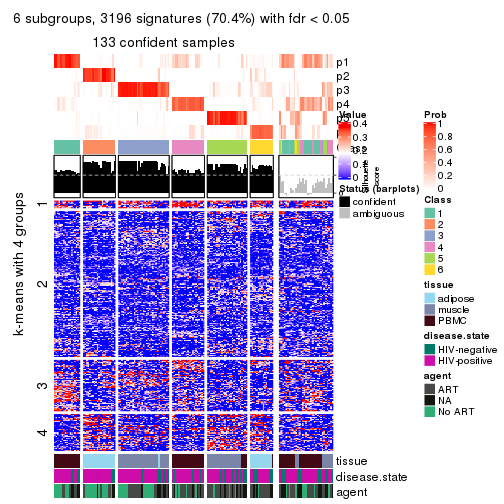 6 subgroups, 3196 signatures (70.4%) with fdr < 0.05
133 confident samples
p1
p2
p3
p4
k-means with 4 groups
1
2
3
4
tissue
disease.state
agent
Value
0.4
0.3
0.2
0.1
0
1
0
Status (barplots)
confident
ambiguous
Prob
1
0.8
0.6
0.4
0.2
0
Class
1
2
3
4
5
6
tissue
adipose
muscle
PBMC
disease.state
HIV-negative
HIV-positive
agent
ART
NA
No ART